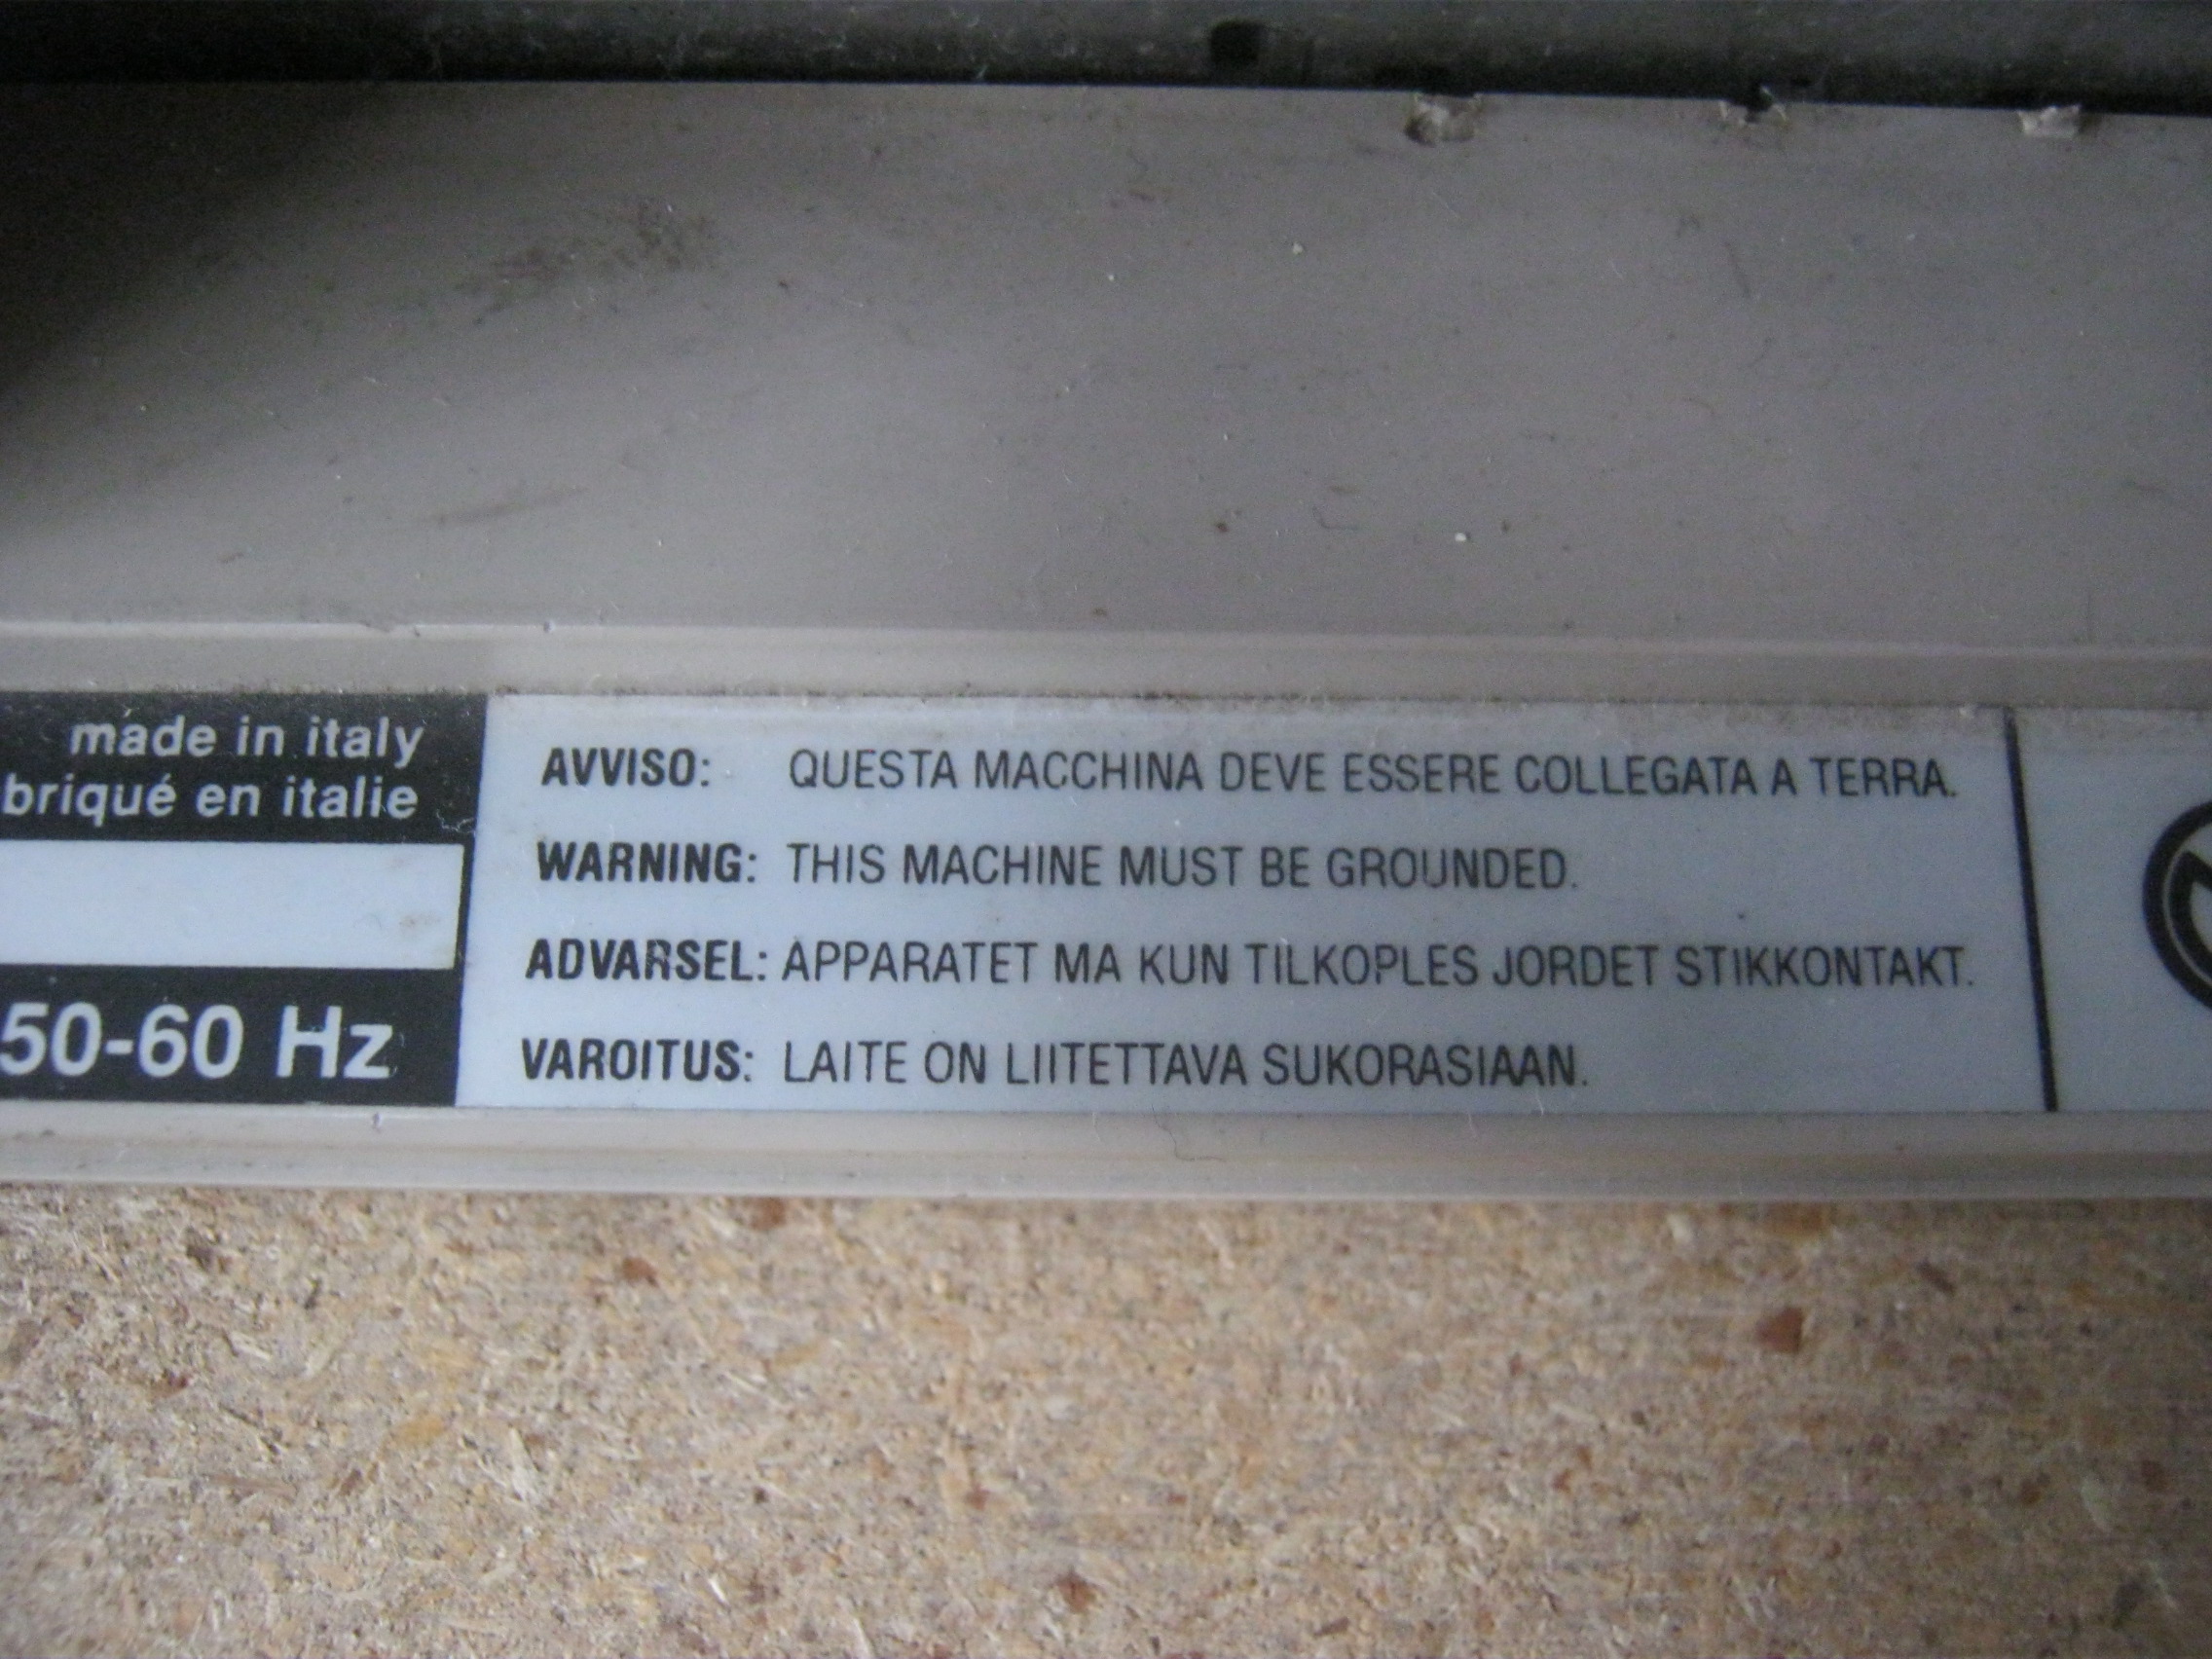 made in italy
briqué en italie
50-60 Hz
AVVISO: QUESTA MACCHINA DEVE ESSERE COLLEGATA A TERRA.
WARNING: THIS MACHINE MUST BE GROUNDED.
ADVARSEL: APPARATET MA KUN TILKOPLES JORDET STIKKONTAKT.
VAROITUS: LAITE ON LIITETTAVA SUKORASIAAN.